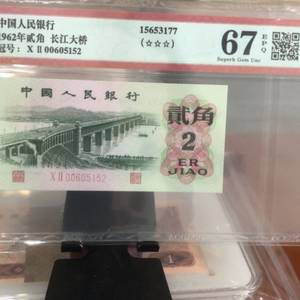 中国人民银行
1962年贰角 长江大桥
冠号: X II 00605152
15653177
(☆☆☆)
67 EPQ
Superb Gem Unc
中國人民银行
貳角
2
ER
JIAO
X II 00605152